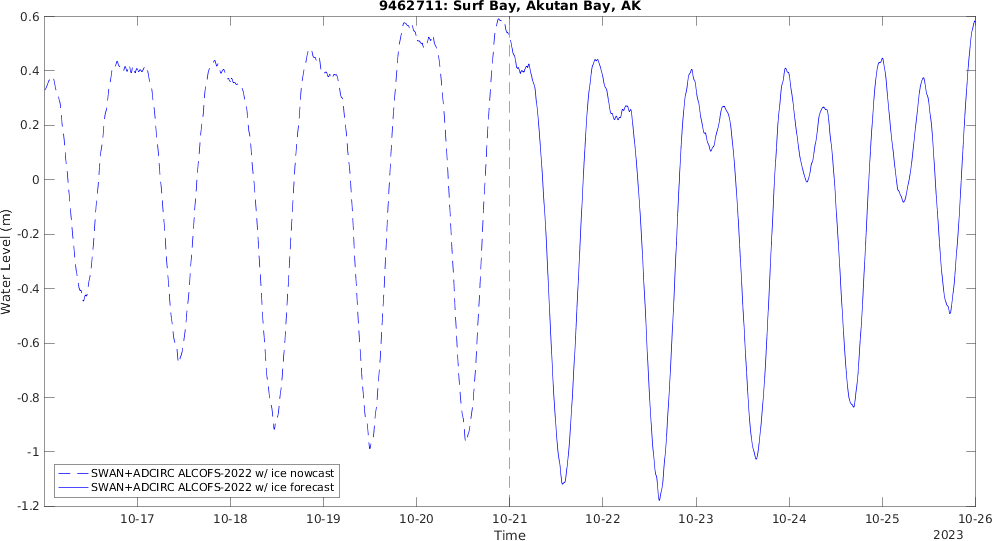 9462711: Surf Bay, Akutan Bay, AK
Water Level (m)
0.6
0.4
0.2
0
-0.2
-0.4
-0.6
-0.8
-1
-1.2
SWAN+ADCIRC ALCOFS-2022 w/ ice nowcast
SWAN+ADCIRC ALCOFS-2022 w/ ice forecast
10-17 10-18 10-19 10-20 10-21 10-22 10-23 10-24 10-25 10-26
Time
2023